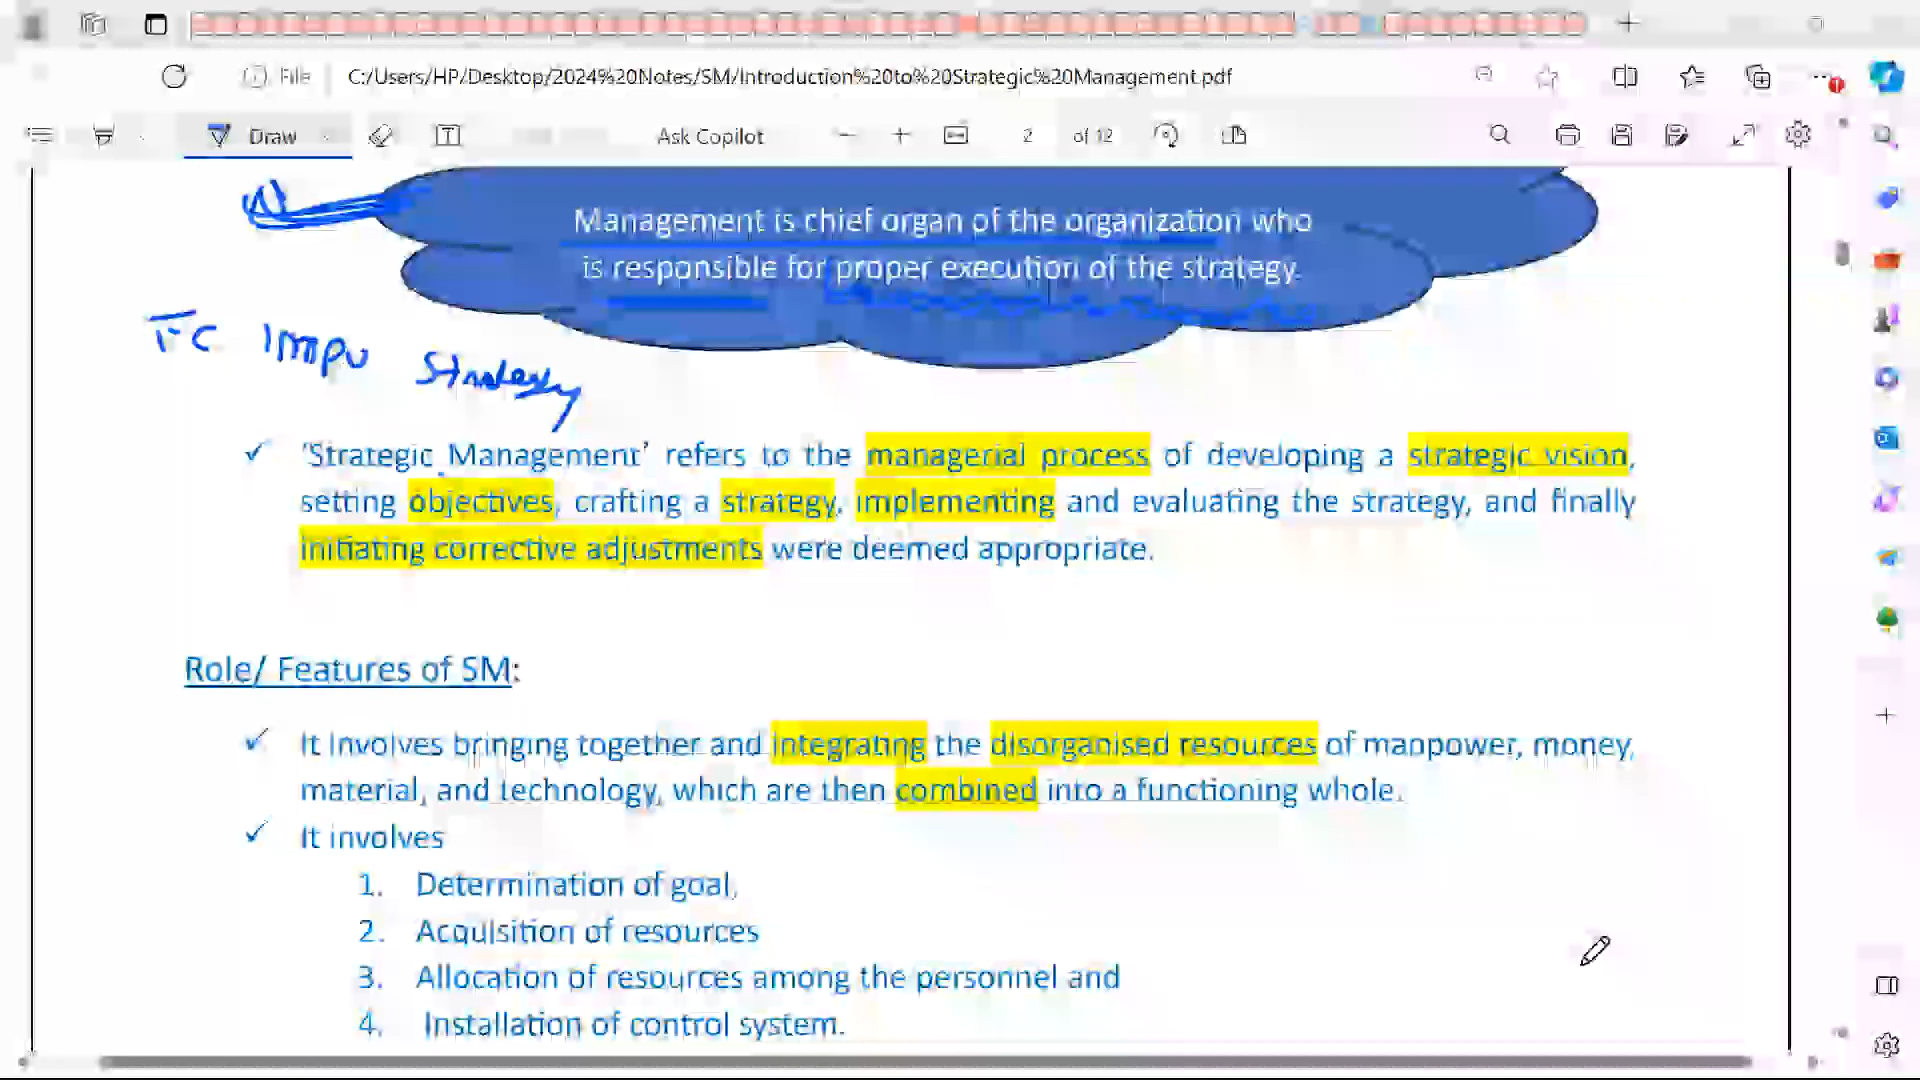 File
C:/Users/HP/Desktop/2024%20Notes/SM/Introduction%20to%20Strategic%20Management.pdf
Draw
Ask Copilot
2 of 12
Management is chief organ of the organization who
is responsible for proper execution of the strategy.
Strategy
✓ 'Strategic Management' refers to the managerial process of developing a strategic vision,
setting objectives, crafting a strategy, implementing and evaluating the strategy, and finally
initiating corrective adjustments were deemed appropriate.
Role/ Features of SM:
✓ It Involves bringing together and integrating the disorganised resources of manpower, money,
material, and technology, which are then combined into a functioning whole.
✓ It involves
1. Determination of goal,
2. Acquisition of resources
3. Allocation of resources among the personnel and
4. Installation of control system.